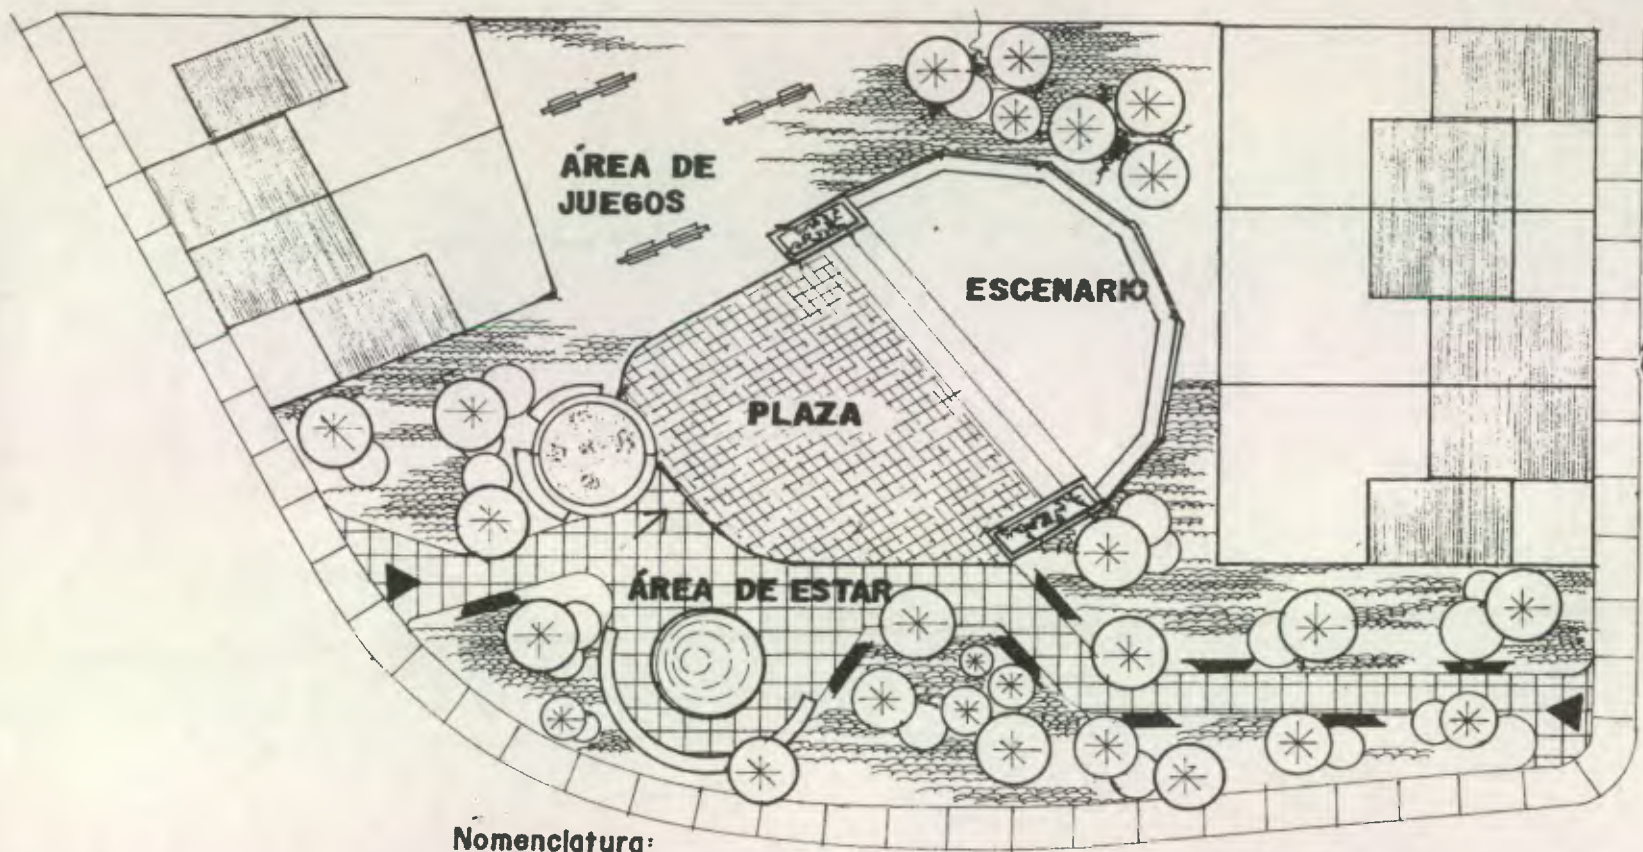 ÁREA DE
JUEGOS
ESCENARIO
PLAZA
ÁREA DE ESTAR
Nomenclatura: